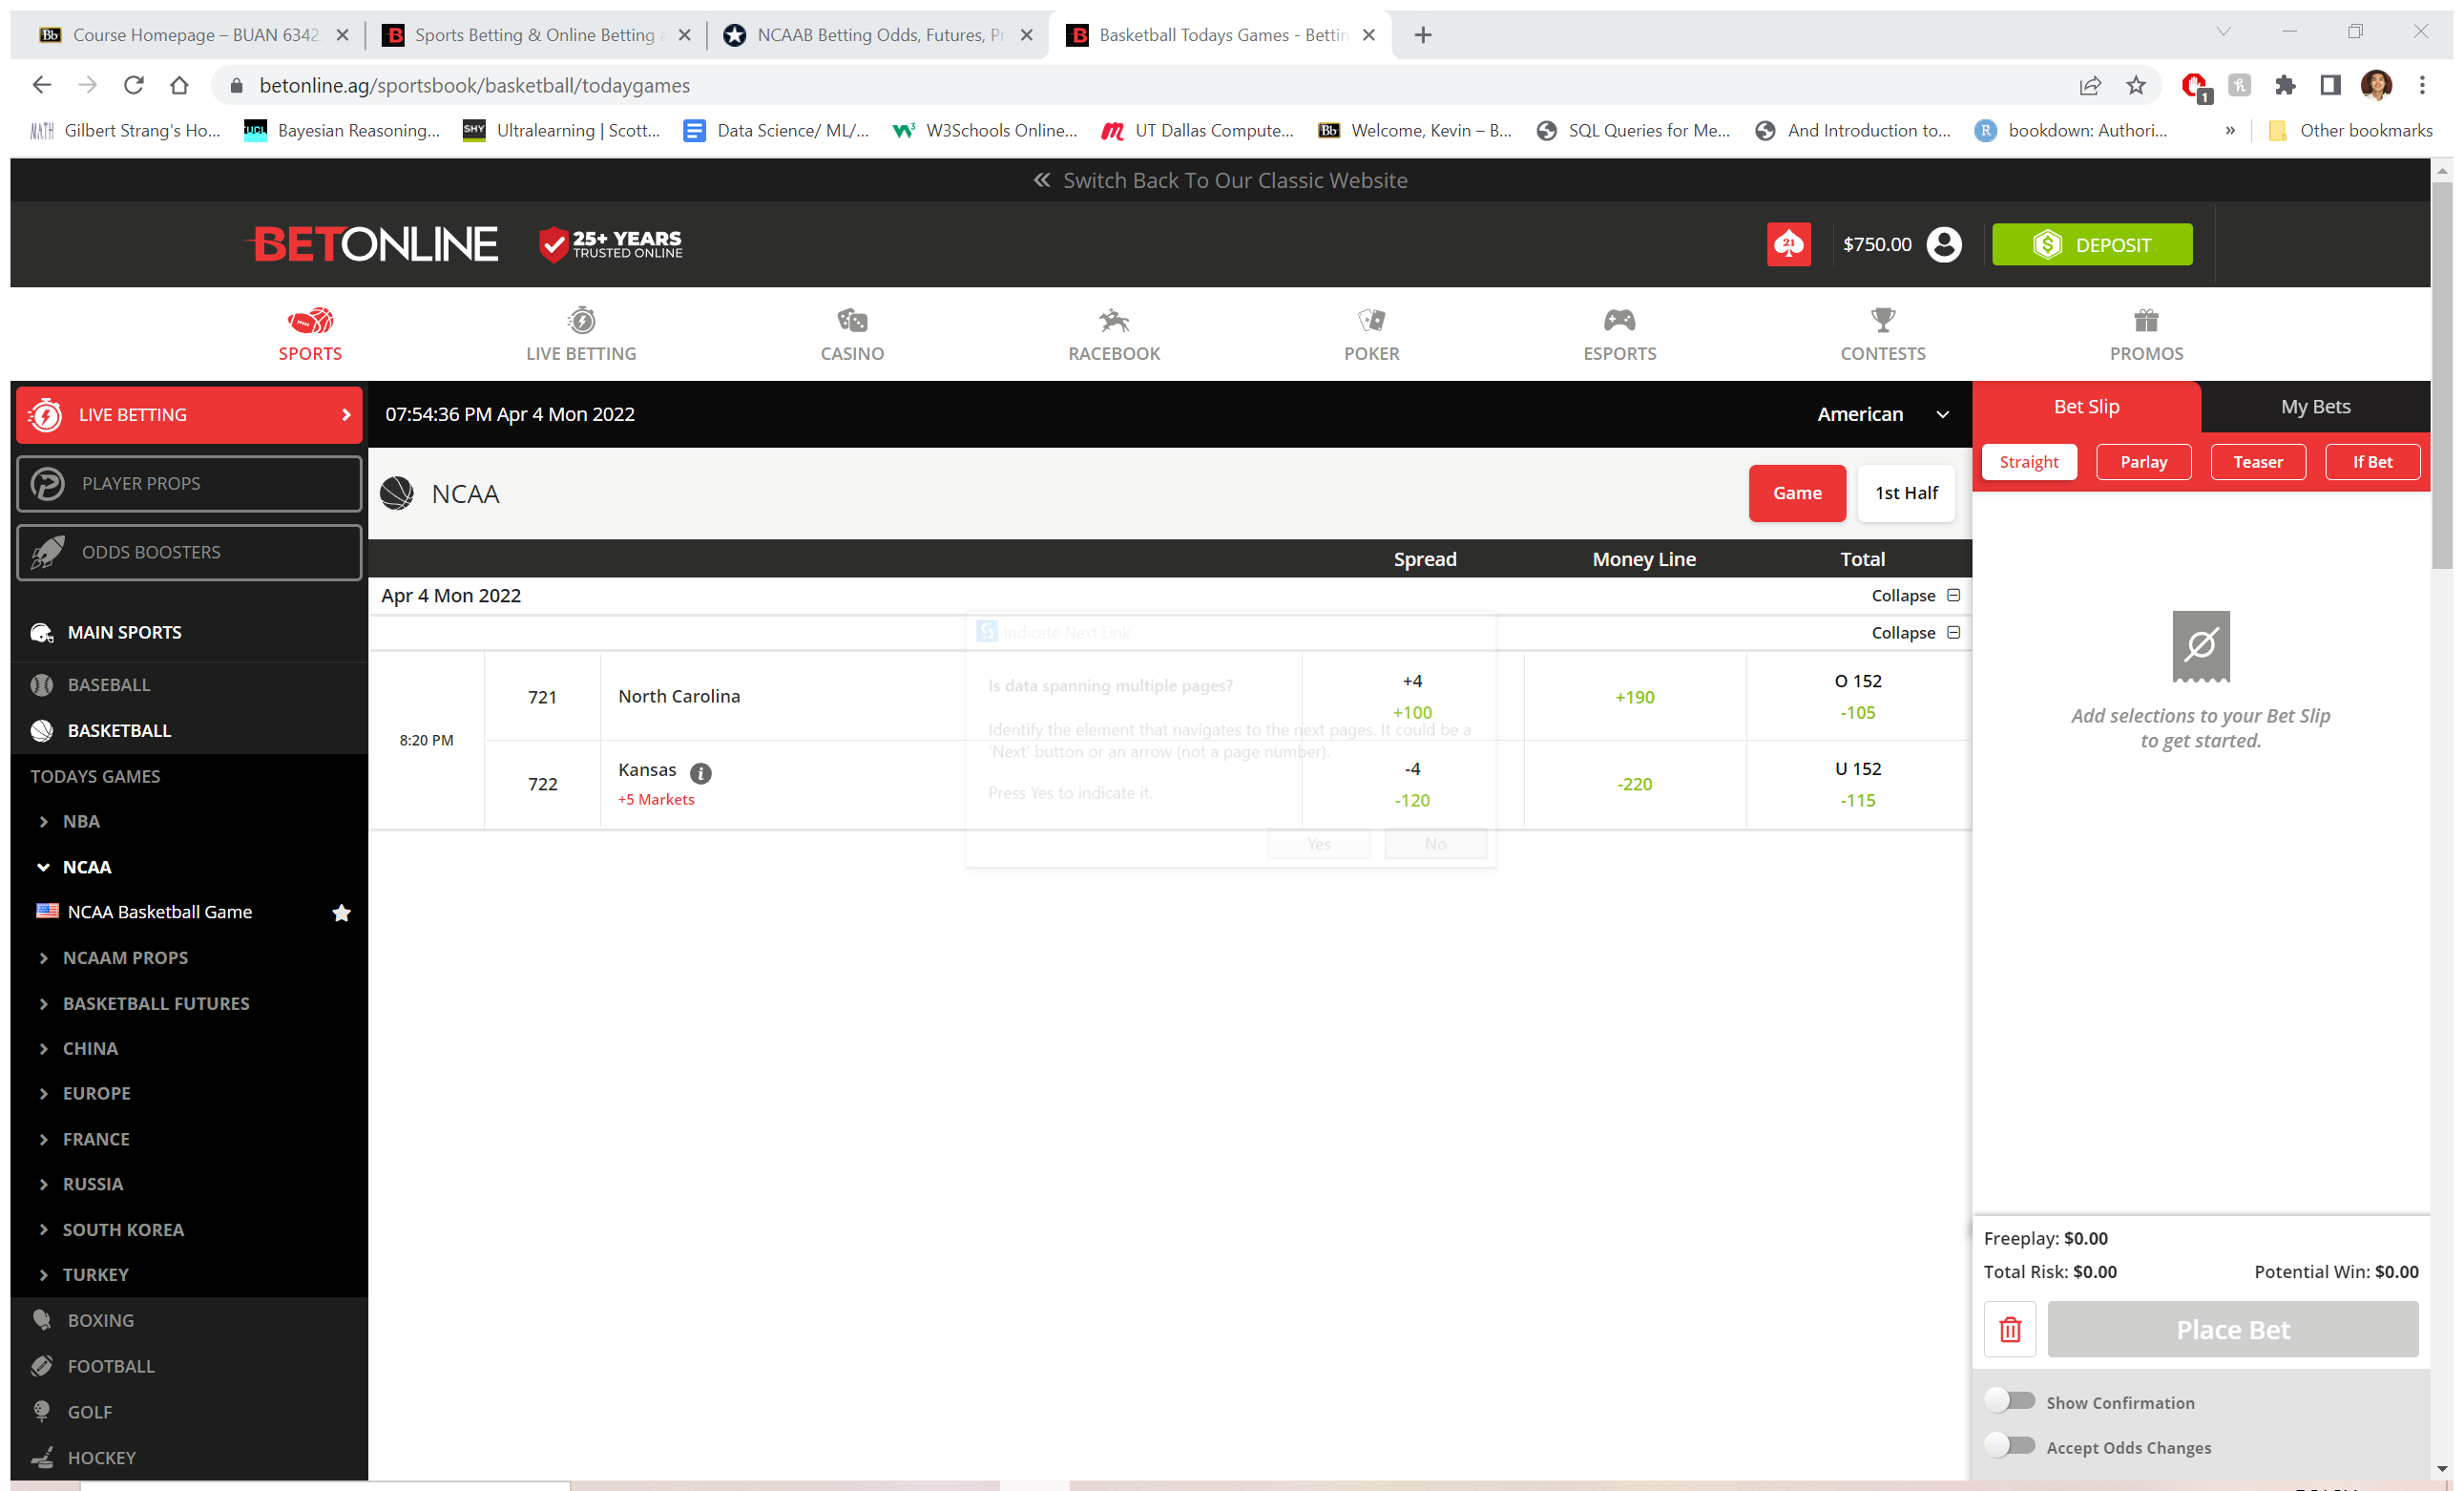 Course Homepage – BUAN 6342
Sports Betting & Online Betting a
NCAAB Betting Odds, Futures, Pr
Basketball Todays Games - Bettin
betonline.ag/sportsbook/basketball/todaygames
1
MATH Gilbert Strang's Ho...
UCL Bayesian Reasoning...
SHY Ultralearning | Scott...
Data Science/ ML/...
W3Schools Online...
UT Dallas Compute...
Bb Welcome, Kevin – B...
SQL Queries for Me...
And Introduction to...
R bookdown: Authori...
»
Other bookmarks
Switch Back To Our Classic Website
BETONLINE
25+ YEARS
TRUSTED ONLINE
21
$750.00
DEPOSIT
SPORTS
LIVE BETTING
CASINO
RACEBOOK
POKER
ESPORTS
CONTESTS
PROMOS
LIVE BETTING
PLAYER PROPS
ODDS BOOSTERS
MAIN SPORTS
BASEBALL
BASKETBALL
TODAYS GAMES
NBA
NCAA
NCAA Basketball Game
NCAAM PROPS
BASKETBALL FUTURES
CHINA
EUROPE
FRANCE
RUSSIA
SOUTH KOREA
TURKEY
BOXING
FOOTBALL
GOLF
HOCKEY
07:54:36 PM Apr 4 Mon 2022
American
NCAA
Game
1st Half
Spread Money Line Total
Apr 4 Mon 2022
Collapse
Collapse
8:20 PM
721 North Carolina
+4
+100
+190
O 152
-105
722 Kansas
+5 Markets
-4
-120
-220
U 152
-115
Indicate Next Link
Is data spanning multiple pages?
Identify the element that navigates to the next pages. It could be a
'Next' button or an arrow (not a page number).
Press Yes to indicate it.
Yes
No
Bet Slip
My Bets
Straight
Parlay
Teaser
If Bet
Add selections to your Bet Slip
to get started.
Freeplay: $0.00
Total Risk: $0.00
Potential Win: $0.00
Place Bet
Show Confirmation
Accept Odds Changes